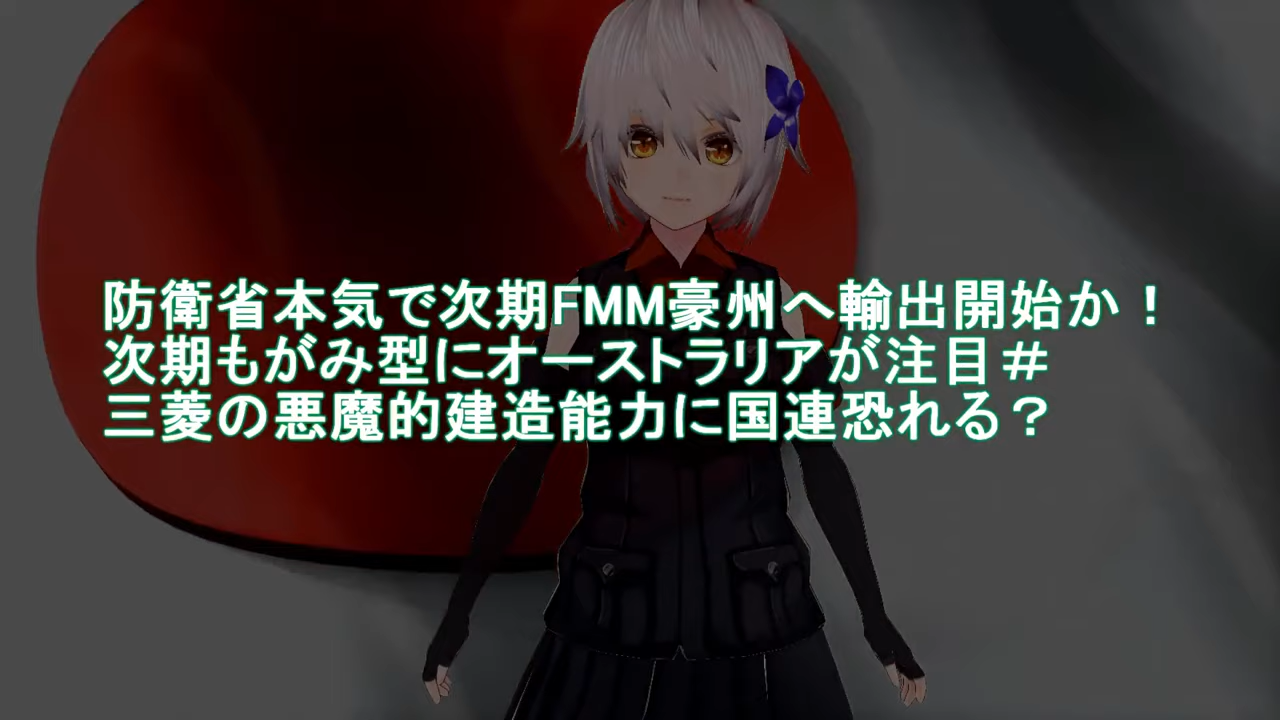 防衛省本気で次期FMM豪州へ輸出開始か！
次期もがみ型にオーストラリアが注目＃
三菱の悪魔的建造能力に国連恐れる？